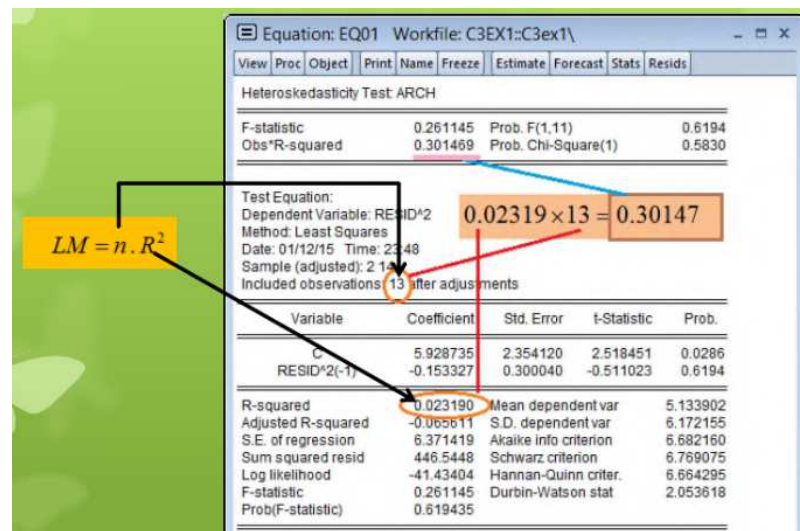 Equation: EQ01 Workfile: C3EX1::C3ex1\
View Proc Object Print Name Freeze Estimate Forecast Stats Resids
Heteroskedasticity Test: ARCH
F-statistic 0.261145 Prob. F(1,11) 0.6194
Obs*R-squared 0.301469 Prob. Chi-Square(1) 0.5830
Test Equation:
Dependent Variable: RESID^2
0.02319 × 13 = 0.30147
Method: Least Squares
LM = n . R²
Date: 01/12/15 Time: 23:48
Sample (adjusted): 2 14
Included observations: 13 after adjustments
Variable Coefficient Std. Error t-Statistic Prob.
C 5.928735 2.354120 2.518451 0.0286
RESID^2(-1) -0.153327 0.300040 -0.511023 0.6194
R-squared 0.023190 Mean dependent var 5.133902
Adjusted R-squared -0.065611 S.D. dependent var 6.172155
S.E. of regression 6.371419 Akaike info criterion 6.682160
Sum squared resid 446.5448 Schwarz criterion 6.769075
Log likelihood -41.43404 Hannan-Quinn criter. 6.664295
F-statistic 0.261145 Durbin-Watson stat 2.053618
Prob(F-statistic) 0.619435